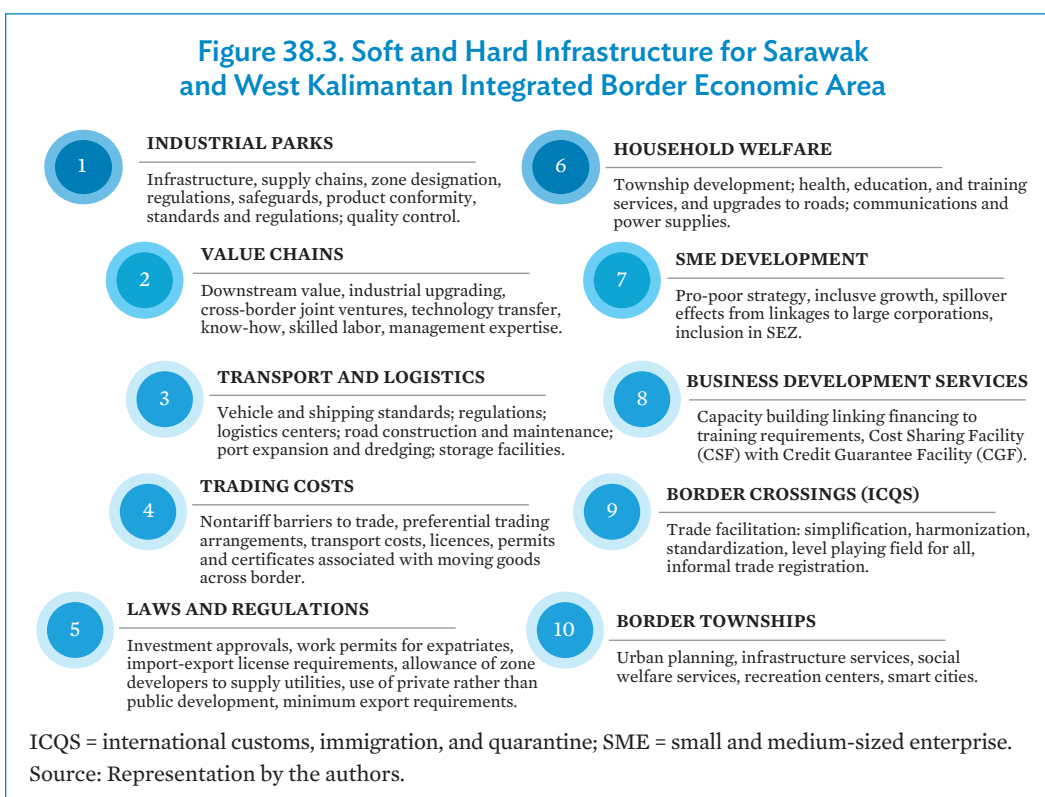 Figure 38.3. Soft and Hard Infrastructure for Sarawak
and West Kalimantan Integrated Border Economic Area
1
INDUSTRIAL PARKS
Infrastructure, supply chains, zone designation,
regulations, safeguards, product conformity,
standards and regulations; quality control.
2
VALUE CHAINS
Downstream value, industrial upgrading,
cross-border joint ventures, technology transfer,
know-how, skilled labor, management expertise.
3
TRANSPORT AND LOGISTICS
Vehicle and shipping standards; regulations;
logistics centers; road construction and maintenance;
port expansion and dredging; storage facilities.
4
TRADING COSTS
Nontariff barriers to trade, preferential trading
arrangements, transport costs, licences, permits
and certificates associated with moving goods
across border.
5
LAWS AND REGULATIONS
Investment approvals, work permits for expatriates,
import-export license requirements, allowance of zone
developers to supply utilities, use of private rather than
public development, minimum export requirements.
6
HOUSEHOLD WELFARE
Township development; health, education, and training
services, and upgrades to roads; communications and
power supplies.
7
SME DEVELOPMENT
Pro-poor strategy, inclusve growth, spillover
effects from linkages to large corporations,
inclusion in SEZ.
8
BUSINESS DEVELOPMENT SERVICES
Capacity building linking financing to
training requirements, Cost Sharing Facility
(CSF) with Credit Guarantee Facility (CGF).
9
BORDER CROSSINGS (ICQS)
Trade facilitation: simplification, harmonization,
standardization, level playing field for all,
informal trade registration.
10
BORDER TOWNSHIPS
Urban planning, infrastructure services, social
welfare services, recreation centers, smart cities.
ICQS = international customs, immigration, and quarantine; SME = small and medium-sized enterprise.
Source: Representation by the authors.